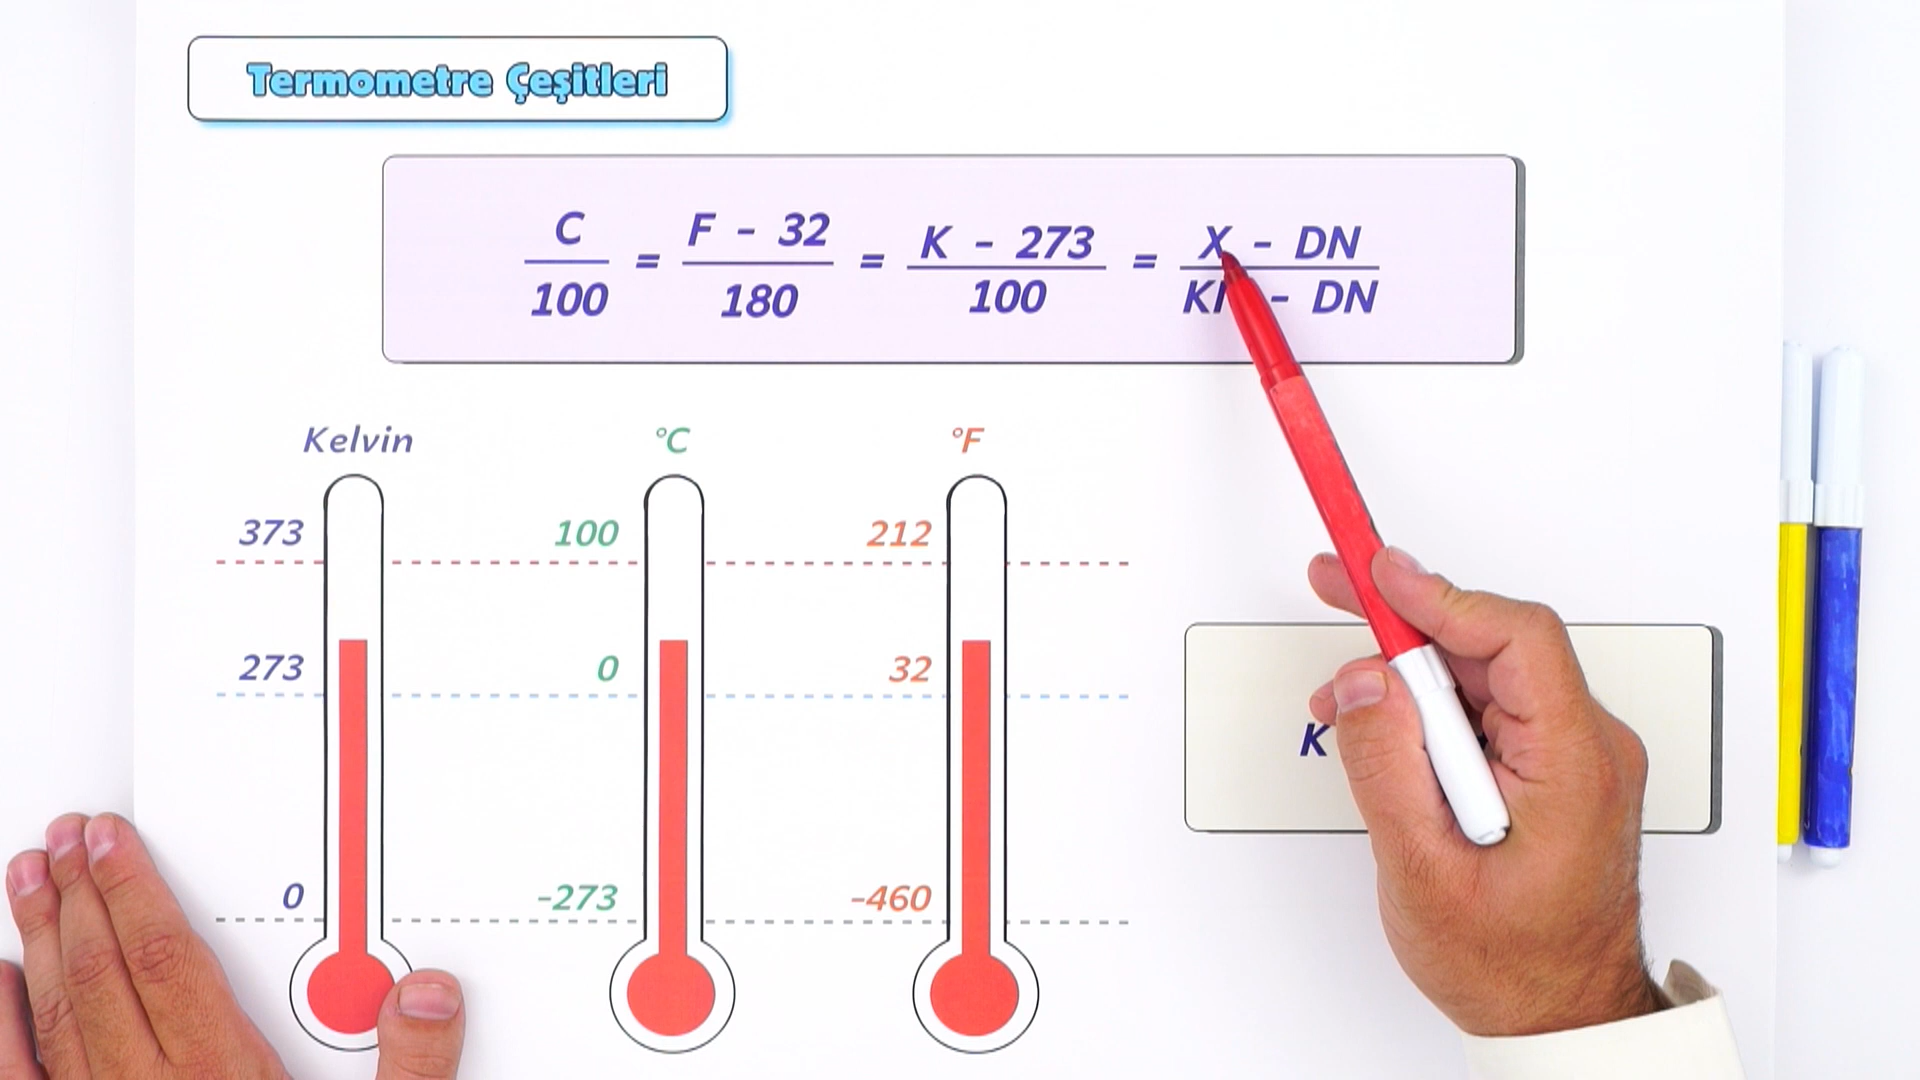 Termometre Çeşitleri
C/100 = F - 32/180 = K - 273/100 = X - DN/ - DN
Kelvin °C °F
373 100 212
273 0 32
0 -273 -460
K